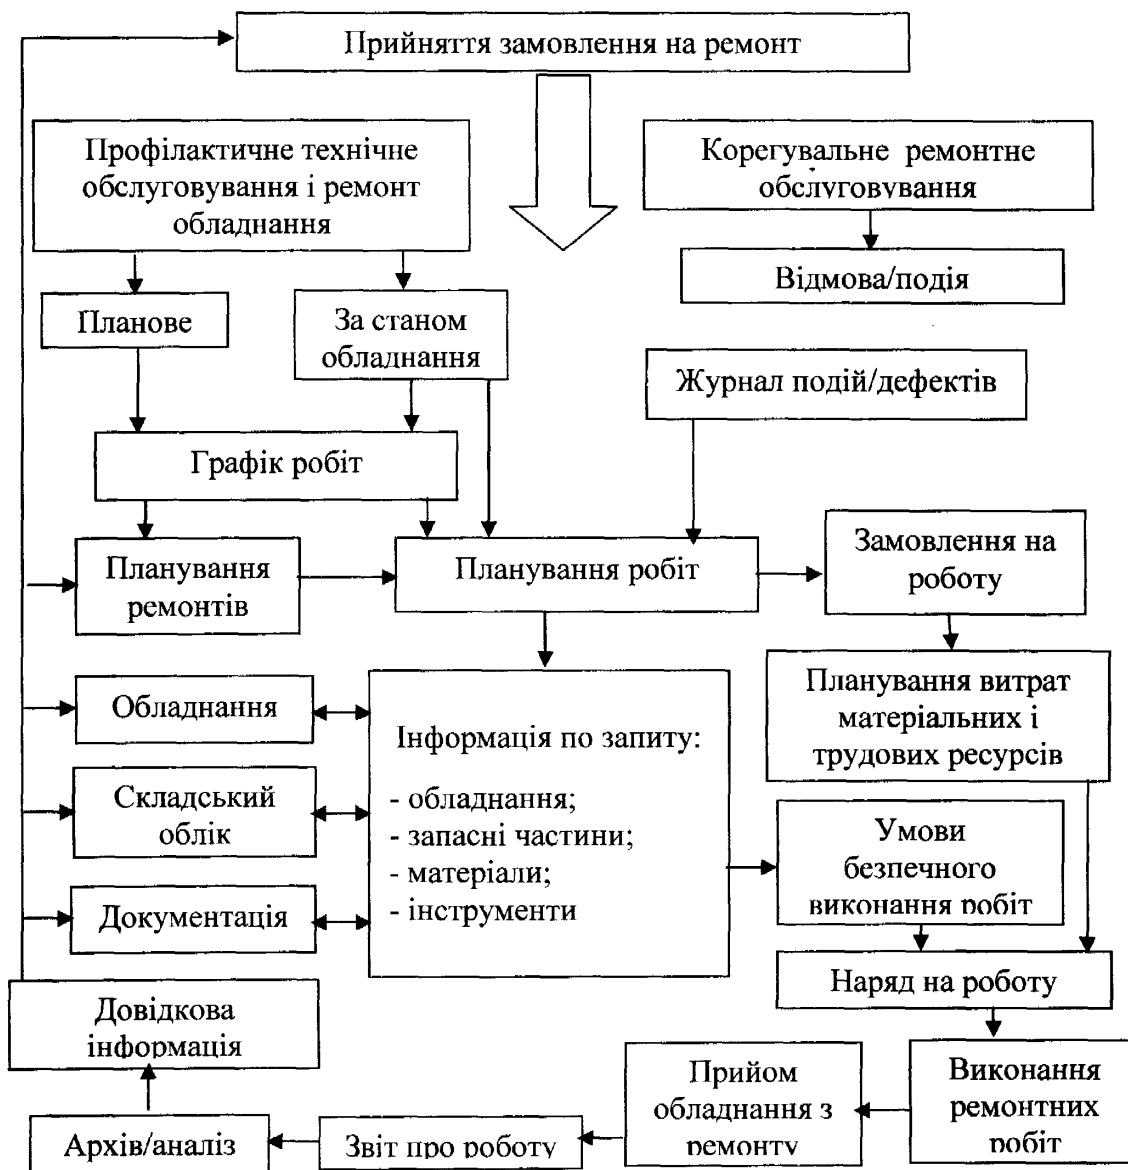 Прийняття замовлення на ремонт
Профілактичне технічне
обслуговування і ремонт
обладнання
Корегувальне ремонтне
обслуговування
Відмова/подія
Планове
За станом
обладнання
Журнал подій/дефектів
Графік робіт
Планування
ремонтів
Планування робіт
Замовлення на
роботу
Планування витрат
матеріальних і
трудових ресурсів
Обладнання
Складський
облік
Документація
Інформація по запиту:
- обладнання;
- запасні частини;
- матеріали;
- інструменти
Умови
безпечного
виконання робіт
Наряд на роботу
Довідкова
інформація
Виконання
ремонтних
робіт
Прийом
обладнання з
ремонту
Звіт про роботу
Архів/аналіз